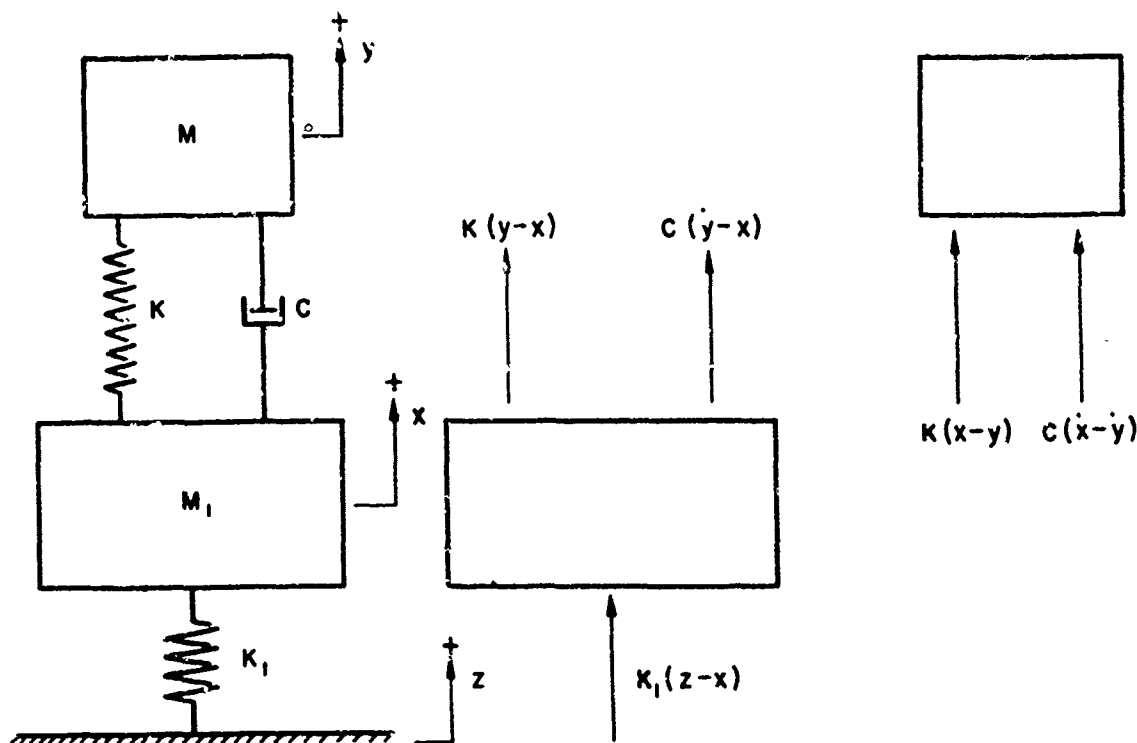 +
y
M
K(y-x)
C(ẏ-x)
K
C
+
x
K(x-y)
C(ẋ-ẏ)
M₁
+
K₁
z
K₁(z-x)